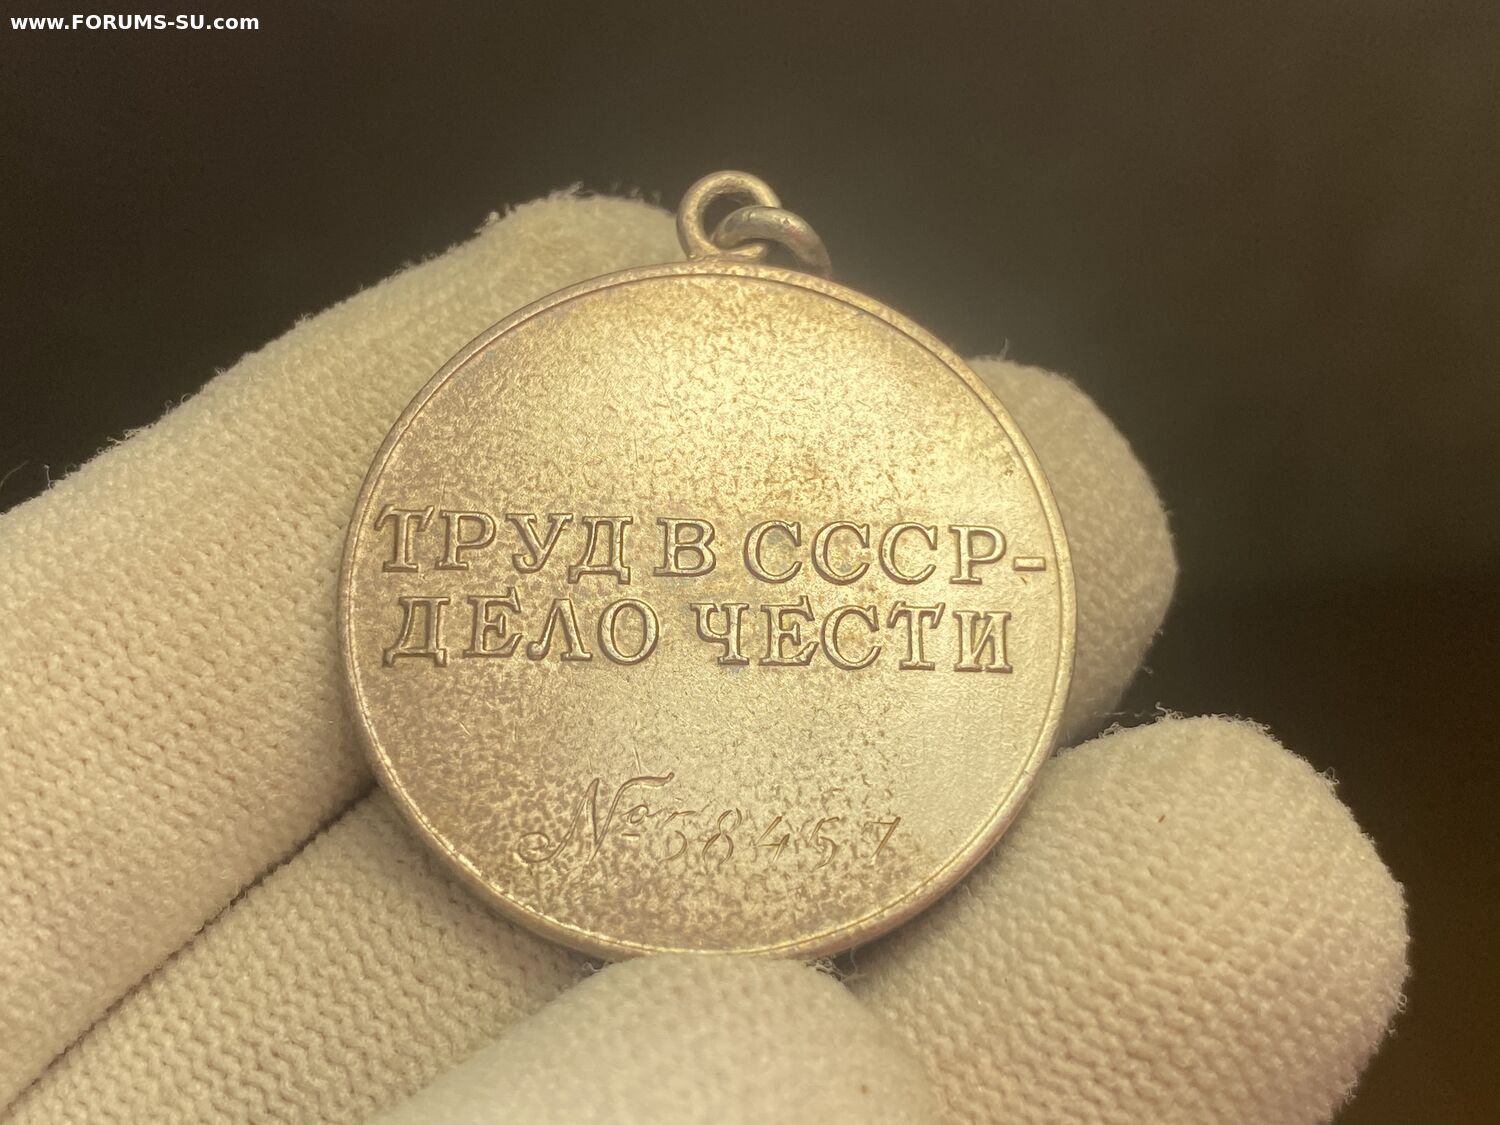 www.FORUMS-SU.com
ТРУД В СССР-
ДЕЛО ЧЕСТИ
№58457